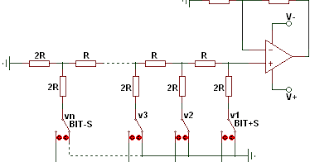 V-
2R R R R
V+
2R 2R 2R 2R
vn v3 v2 v1
BIT-S BIT+S